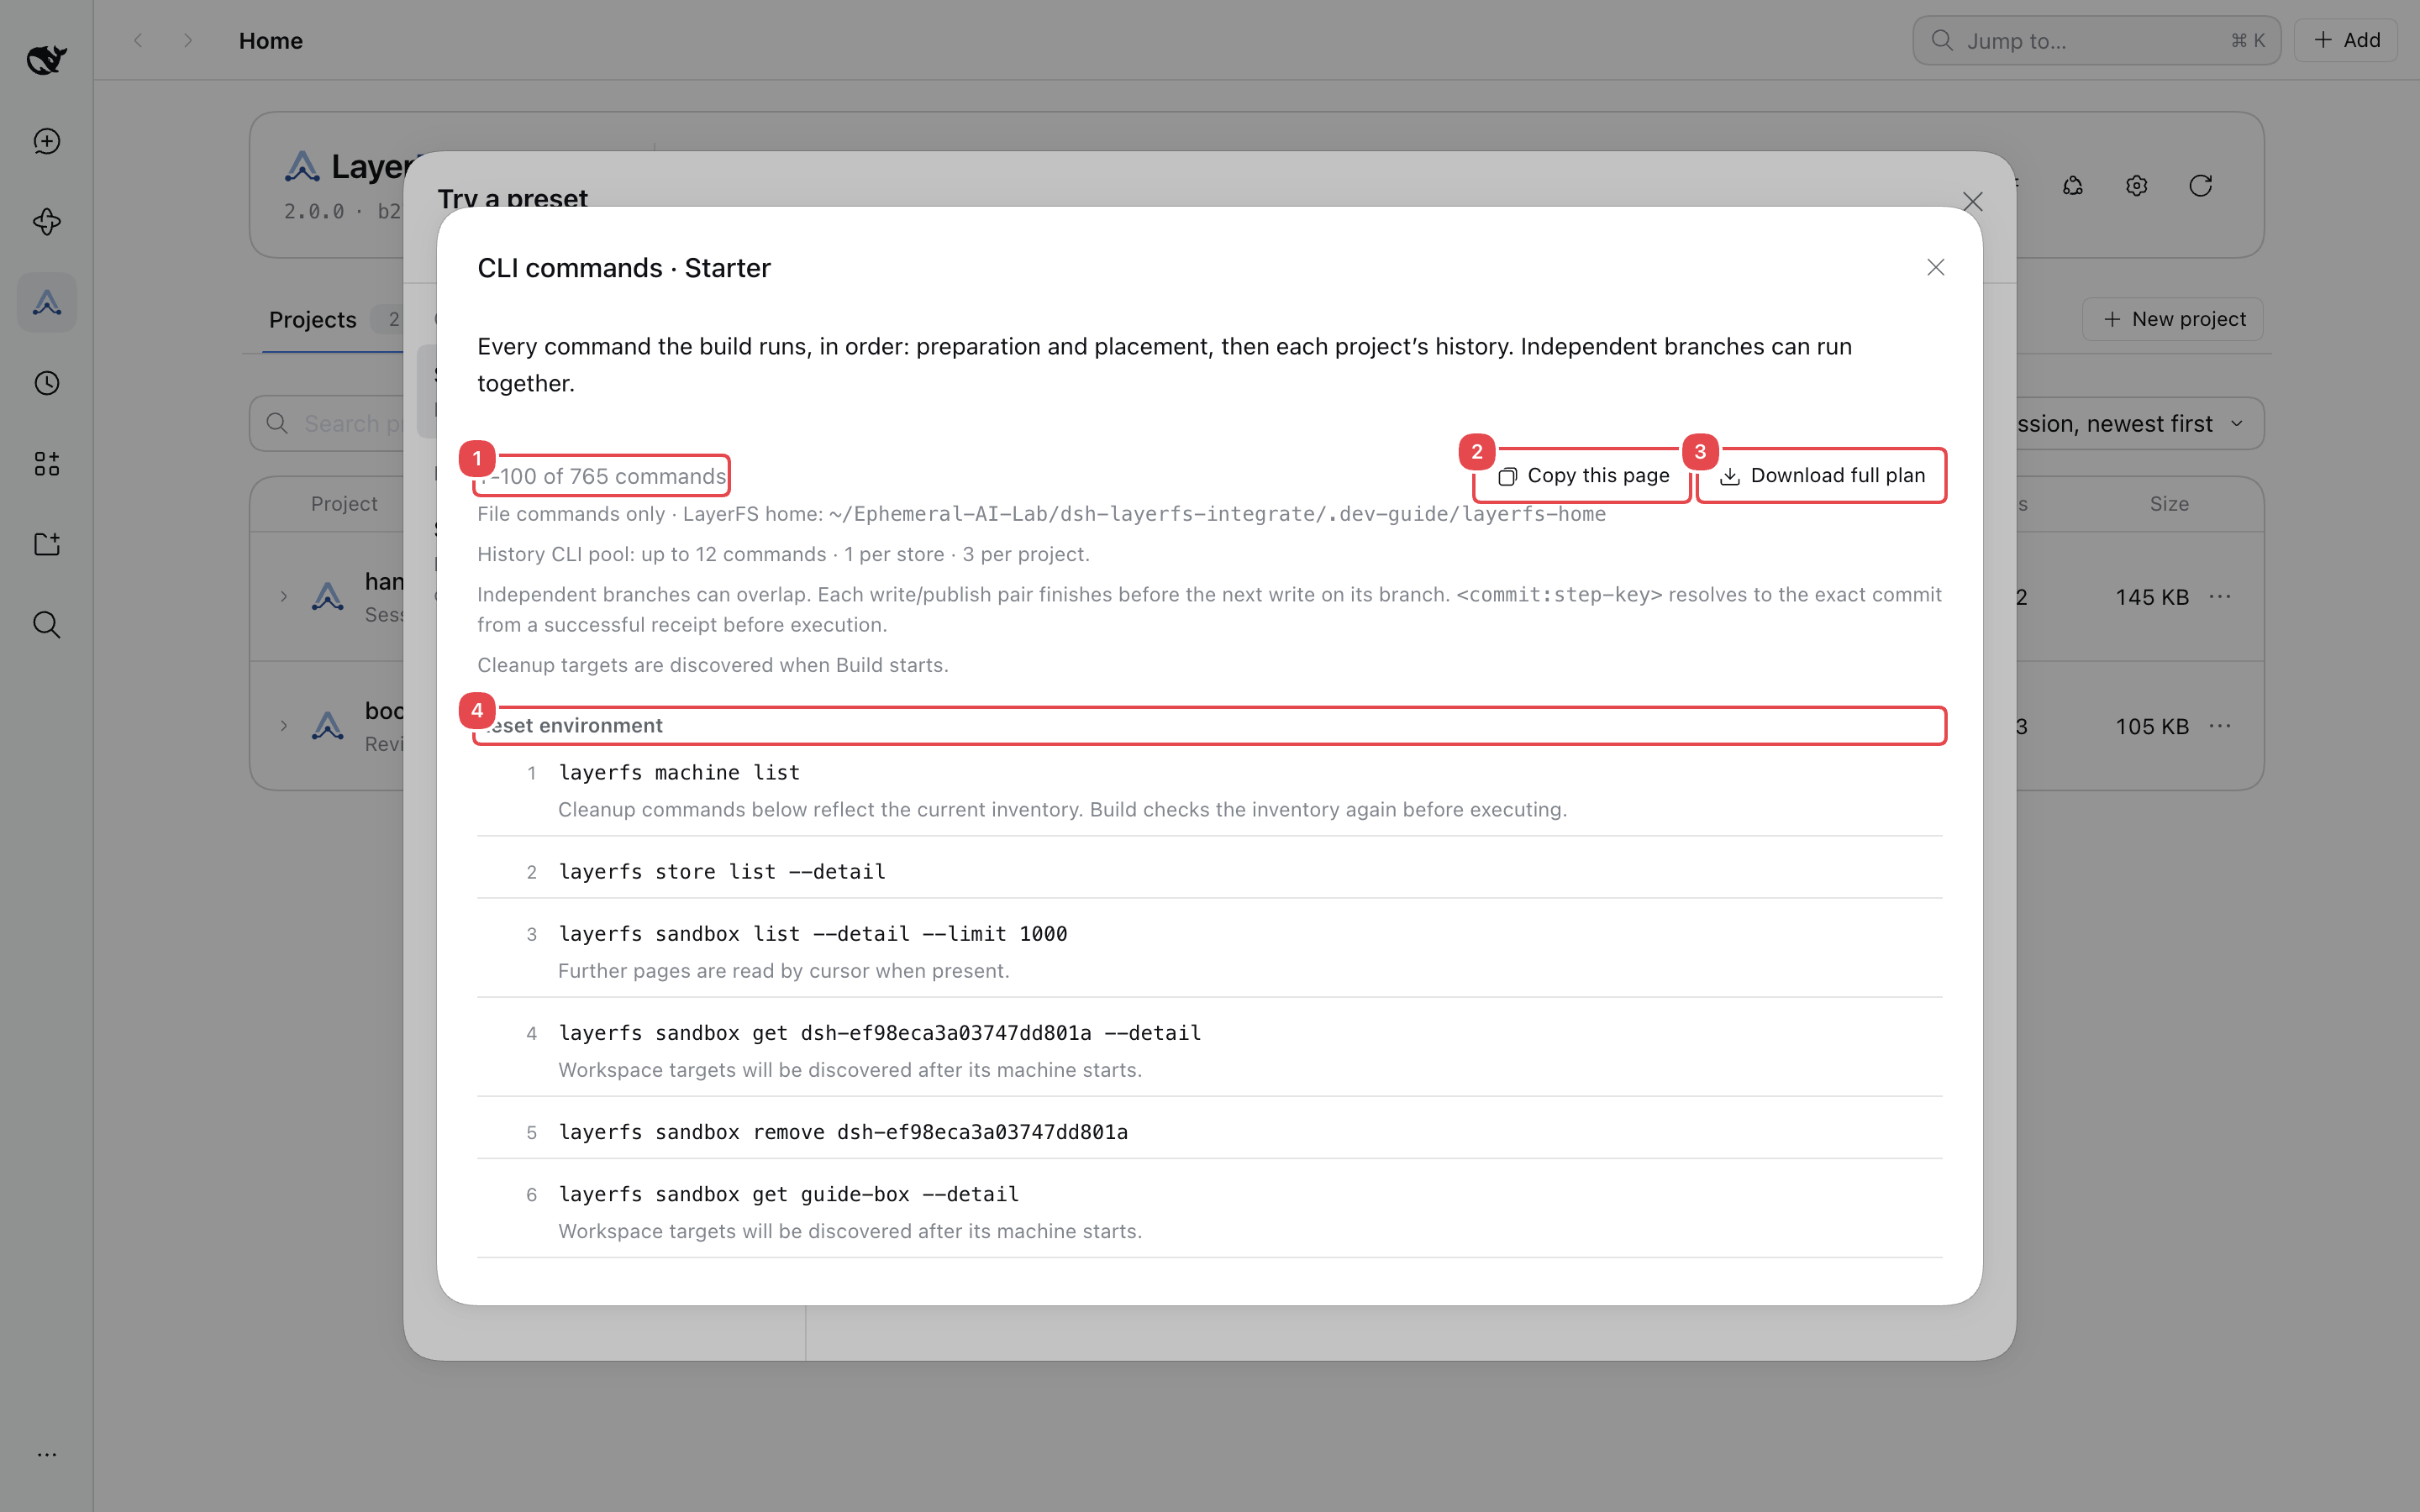 Home
Jump to...
⌘ K
Add
Layer
2.0.0 · b2
Try a preset
CLI commands · Starter
Projects
2
New project
Every command the build runs, in order: preparation and placement, then each project's history. Independent branches can run
together.
Search p
ssion, newest first
1
-100 of 765 commands
2
Copy this page
3
Download full plan
File commands only · LayerFS home: ~/Ephemeral-AI-Lab/dsh-layerfs-integrate/.dev-guide/layerfs-home
Project
s
Size
History CLI pool: up to 12 commands · 1 per store · 3 per project.
Independent branches can overlap. Each write/publish pair finishes before the next write on its branch. <commit:step-key> resolves to the exact commit
from a successful receipt before execution.
han
Sess
2
145 KB
Cleanup targets are discovered when Build starts.
4
eset environment
boo
Revi
3
105 KB
1 layerfs machine list
Cleanup commands below reflect the current inventory. Build checks the inventory again before executing.
2 layerfs store list --detail
3 layerfs sandbox list --detail --limit 1000
Further pages are read by cursor when present.
4 layerfs sandbox get dsh-ef98eca3a03747dd801a --detail
Workspace targets will be discovered after its machine starts.
5 layerfs sandbox remove dsh-ef98eca3a03747dd801a
6 layerfs sandbox get guide-box --detail
Workspace targets will be discovered after its machine starts.